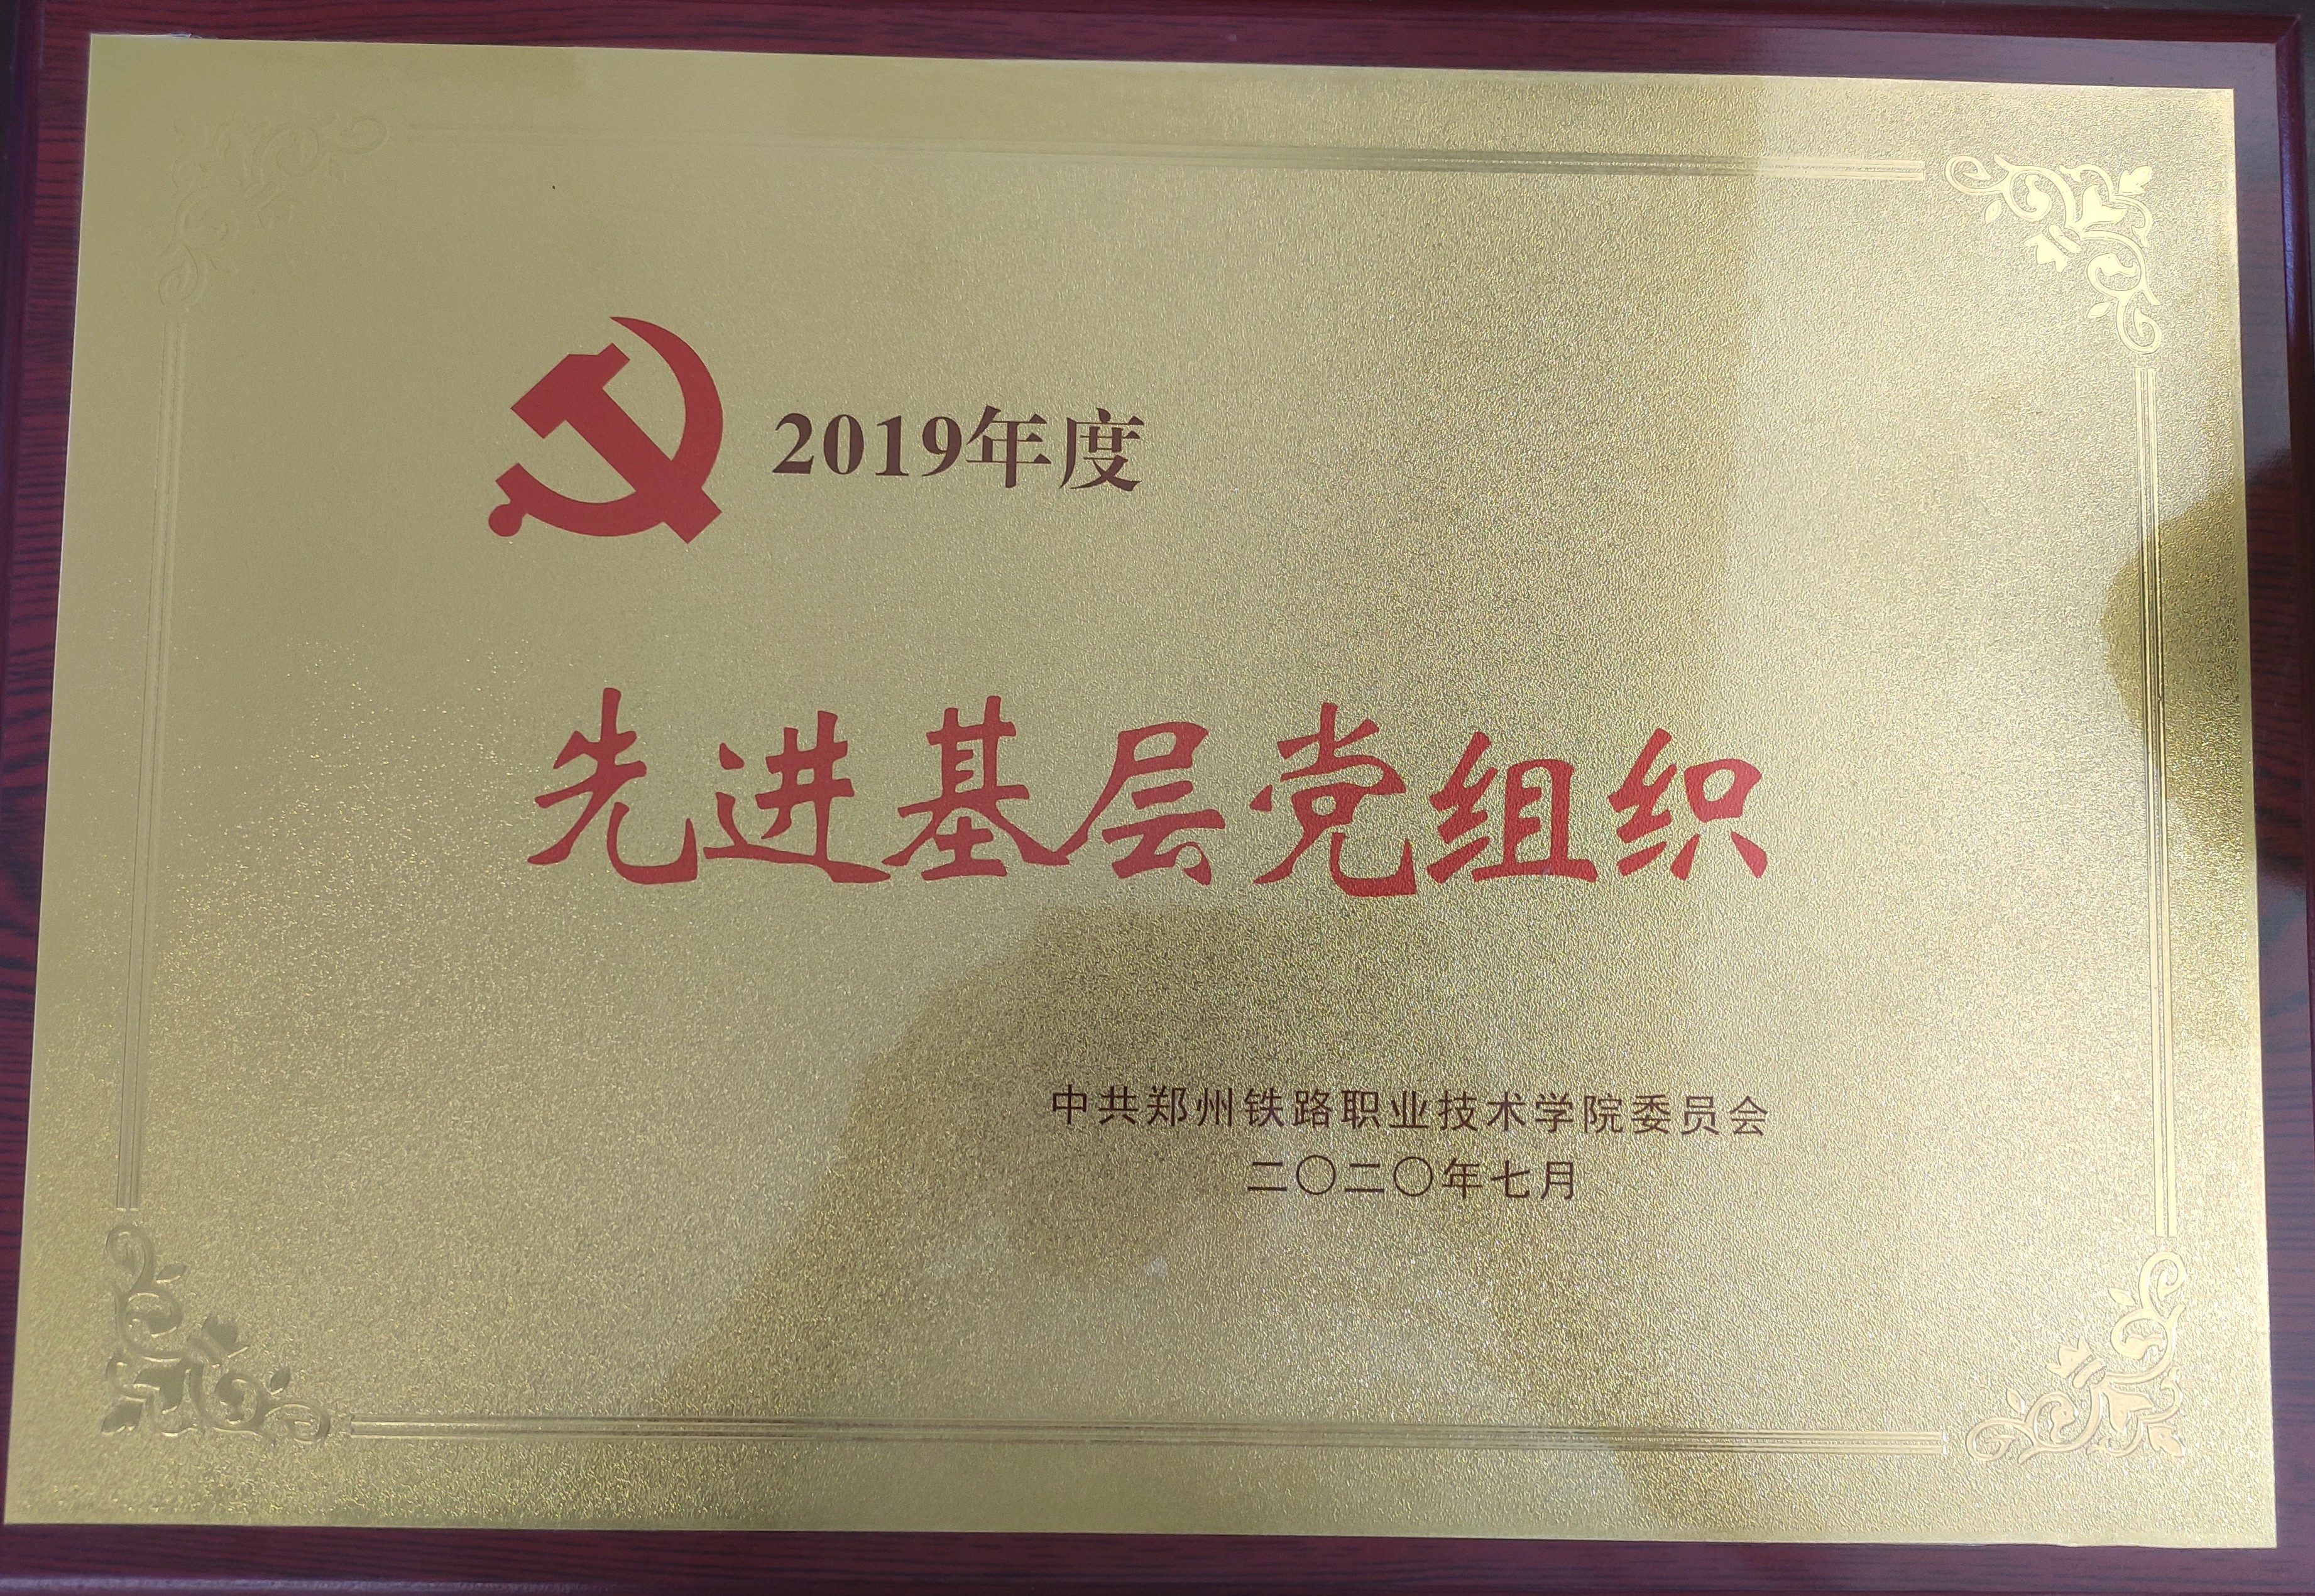 2019年度
先进基层党组织
中共郑州铁路职业技术学院委员会
二〇二〇年七月